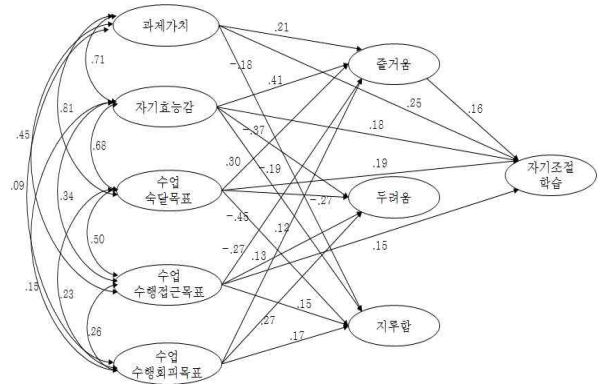 과제가치
.21
즐거움
.71
-.18
.41
.25
.16
.81
자기효능감
-.37
.18
.45
.68
.30
-.19
.19
자기조절
학습
.09
수업
숙달목표
-.27
두려움
.34
-.45
.12
.50
-.27
.13
.15
수업
수행접근목표
.15
.23
.15
지루함
.27
.26
.17
수업
수행회피목표